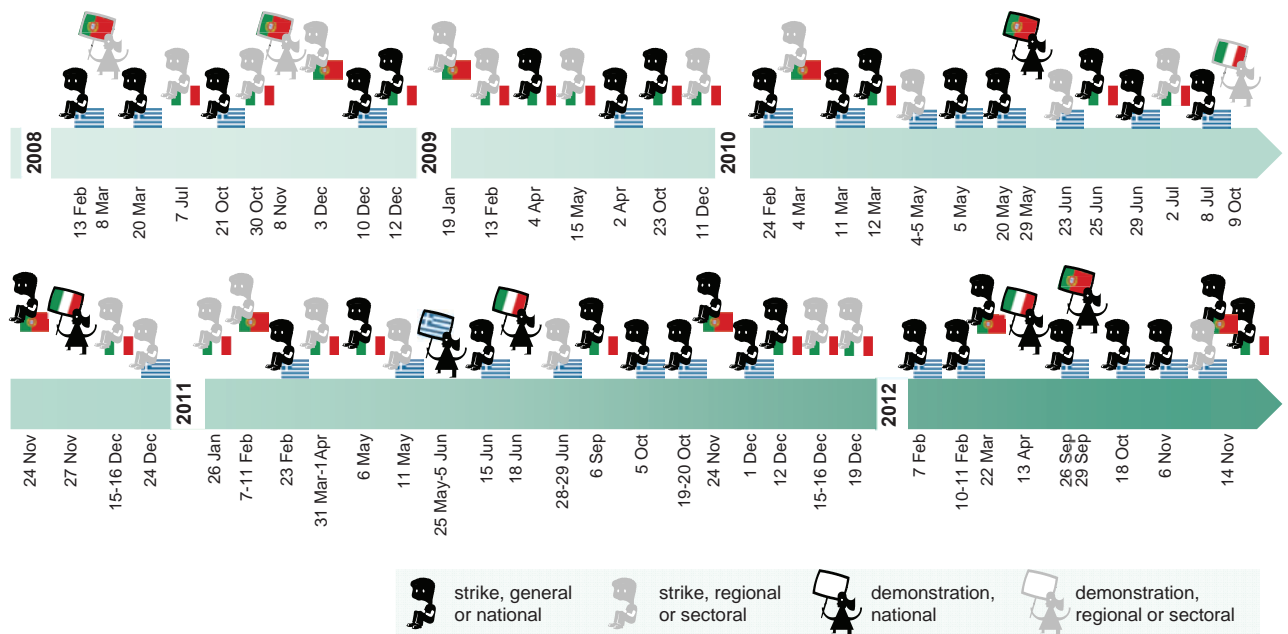 2008
13 Feb
8 Mar
20 Mar
7 Jul
21 Oct
30 Oct
8 Nov
3 Dec
10 Dec
12 Dec
2009
19 Jan
13 Feb
4 Apr
15 May
2 Apr
23 Oct
11 Dec
2010
24 Feb
4 Mar
11 Mar
12 Mar
4-5 May
5 May
20 May
29 May
23 Jun
25 Jun
29 Jun
2 Jul
8 Jul
9 Oct
24 Nov
27 Nov
15-16 Dec
24 Dec
2011
26 Jan
7-11 Feb
23 Feb
31 Mar-1Apr
6 May
11 May
25 May-5 Jun
15 Jun
18 Jun
28-29 Jun
6 Sep
5 Oct
19-20 Oct
24 Nov
1 Dec
12 Dec
15-16 Dec
19 Dec
2012
7 Feb
10-11 Feb
22 Mar
13 Apr
26 Sep
29 Sep
18 Oct
6 Nov
14 Nov
strike, general
or national
strike, regional
or sectoral
demonstration,
national
demonstration,
regional or sectoral